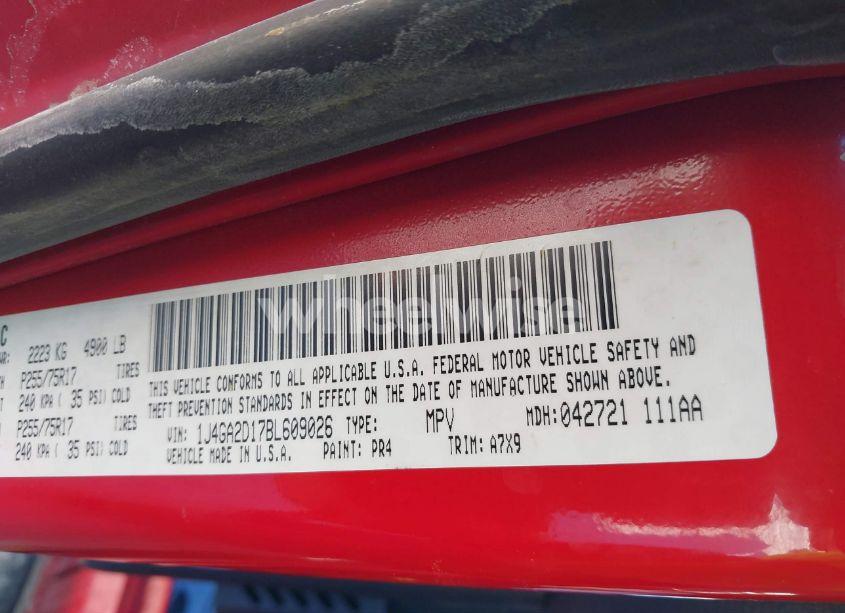 C
WR: 2223 KG 4900 LB
H P255/75R17 TIRES
T 240 KPA ( 35 PSI) COLD
P255/75R17 TIRES
240 KPA ( 35 PSI) COLD
THIS VEHICLE CONFORMS TO ALL APPLICABLE U.S.A. FEDERAL MOTOR VEHICLE SAFETY AND
THEFT PREVENTION STANDARDS IN EFFECT ON THE DATE OF MANUFACTURE SHOWN ABOVE.
VIN: 1J4GA2D17BL609026 TYPE: MPV MDH:042721 111AA
VEHICLE MADE IN U.S.A. PAINT: PR4 TRIM: A7X9
wheelwise